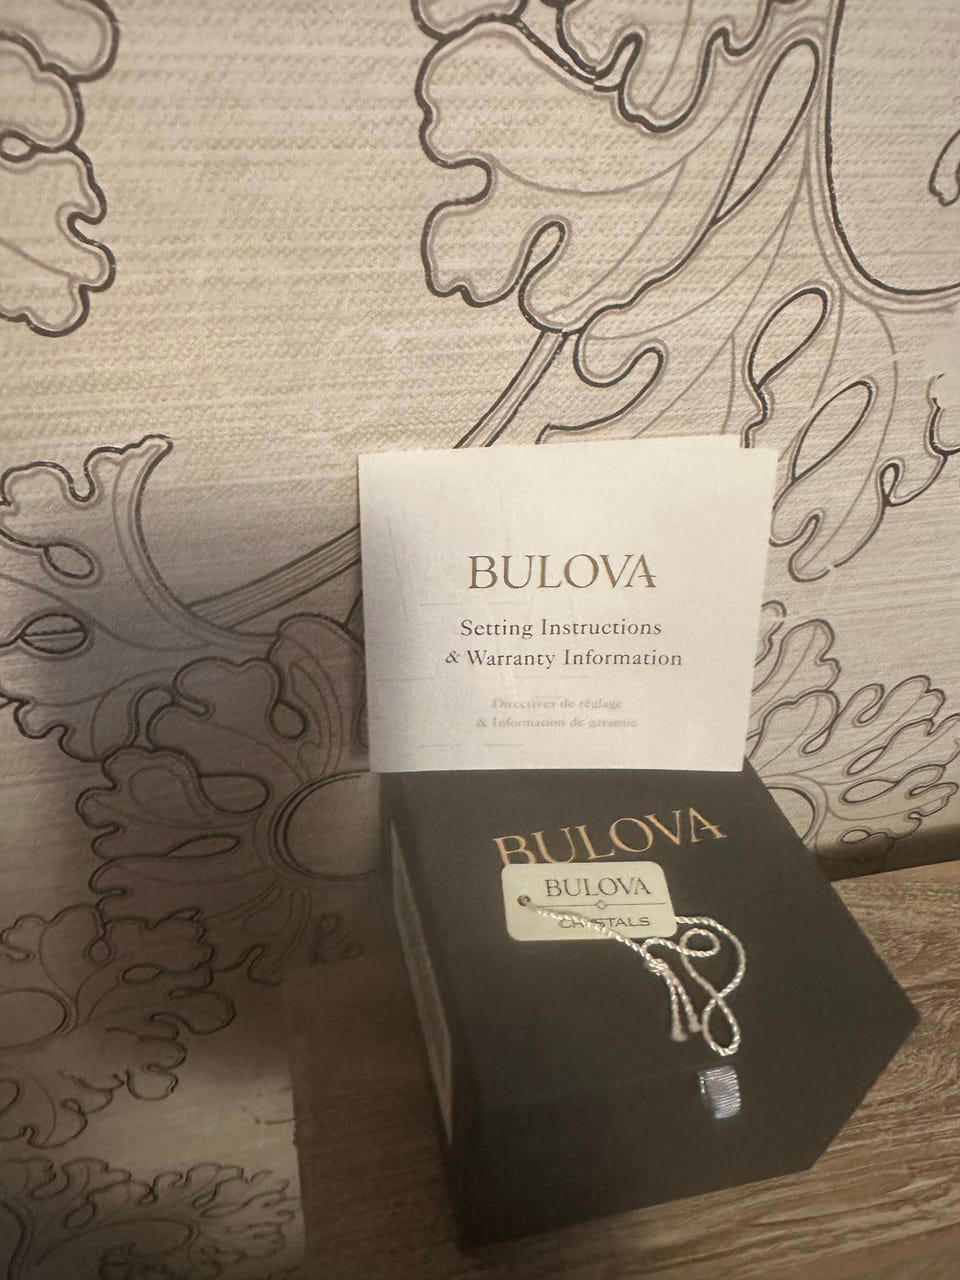 BULOVA
Setting Instructions
& Warranty Information
Directives de réglage
& Information de garantie
BULOVA
BULOVA
CRYSTALS